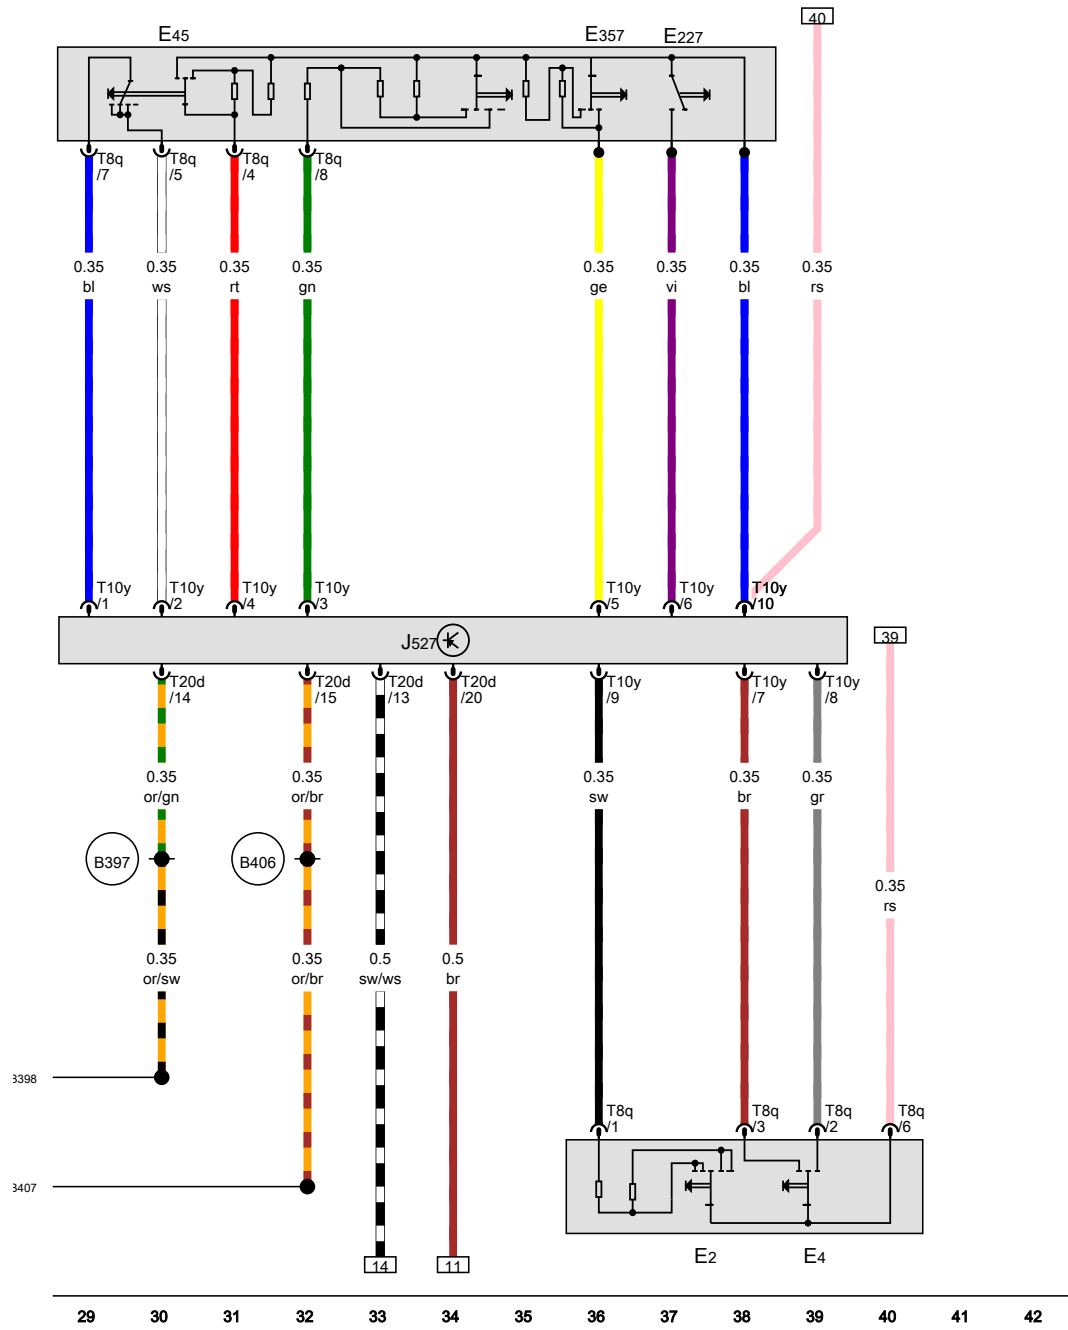 40
E45
E357
E227
T8q
/7
T8q
/5
T8q
/4
T8q
/8
0.35
bl
0.35
ws
0.35
rt
0.35
gn
0.35
ge
0.35
vi
0.35
bl
0.35
rs
T10y
/1
T10y
/2
T10y
/4
T10y
/3
T10y
/5
T10y
/6
T10y
/10
J527
39
T20d
/14
T20d
/15
T20d
/13
T20d
/20
T10y
/9
T10y
/7
T10y
/8
0.35
or/gn
0.35
or/br
0.35
sw
0.35
br
0.35
gr
B397
B406
0.35
rs
0.35
or/sw
0.35
or/br
0.5
sw/ws
0.5
br
B398
B407
T8q
/1
T8q
/3
T8q
/2
T8q
/6
E2
E4
14
11
29 30 31 32 33 34 35 36 37 38 39 40 41 42